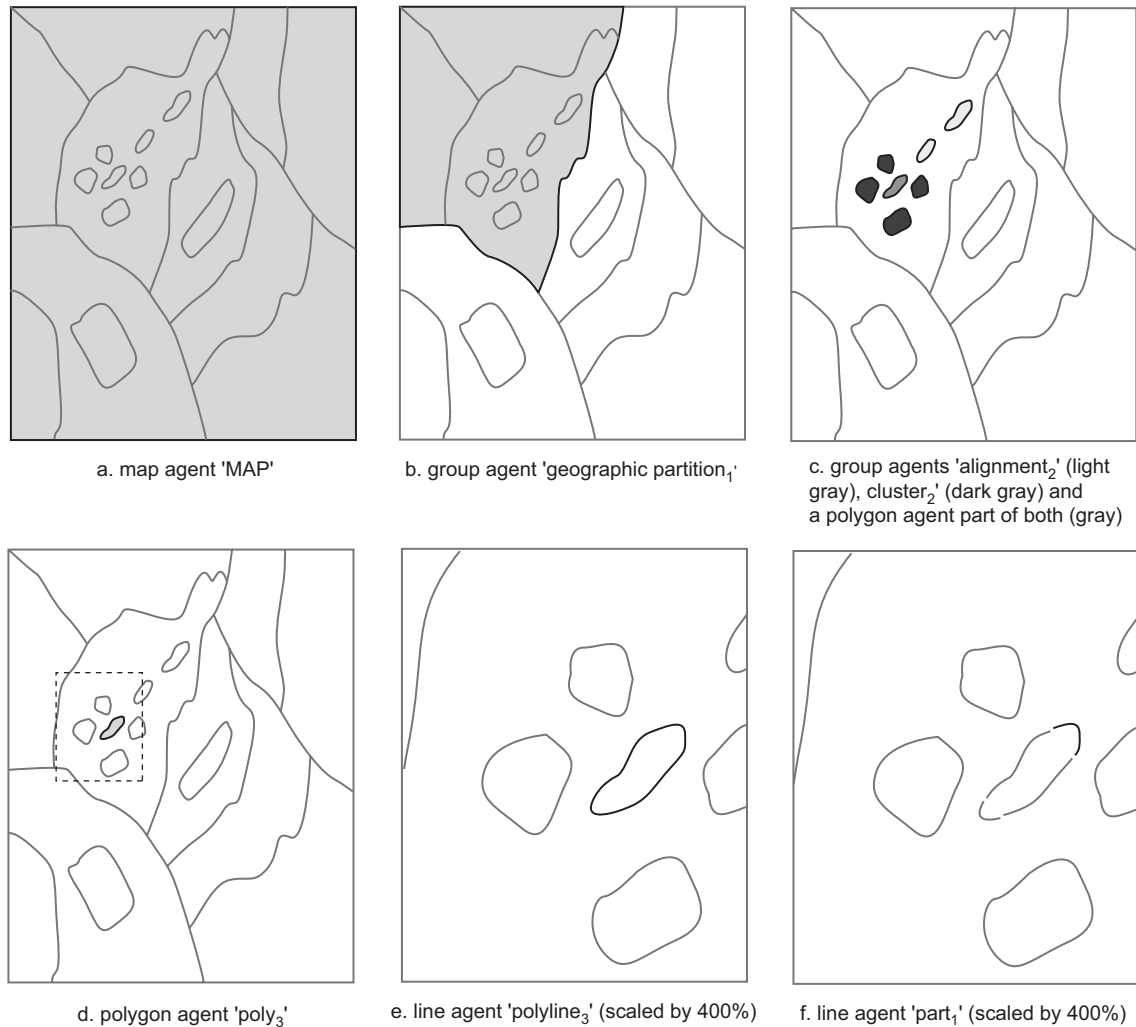 a. map agent 'MAP'
b. group agent 'geographic partition₁'
c. group agents 'alignment₂' (light
gray), cluster₂' (dark gray) and
a polygon agent part of both (gray)
d. polygon agent 'poly₃'
e. line agent 'polyline₃' (scaled by 400%)
f. line agent 'part₁' (scaled by 400%)